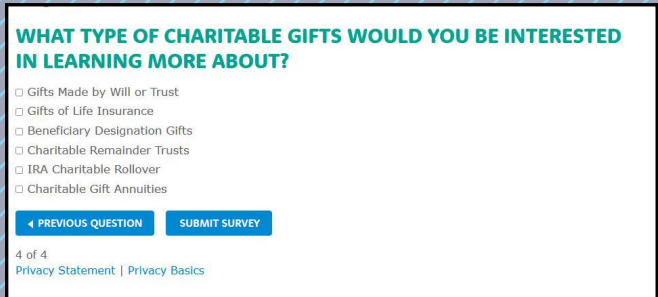 WHAT TYPE OF CHARITABLE GIFTS WOULD YOU BE INTERESTED
IN LEARNING MORE ABOUT?
Gifts Made by Will or Trust
Gifts of Life Insurance
Beneficiary Designation Gifts
Charitable Remainder Trusts
IRA Charitable Rollover
Charitable Gift Annuities
PREVIOUS QUESTION SUBMIT SURVEY
4 of 4
Privacy Statement | Privacy Basics